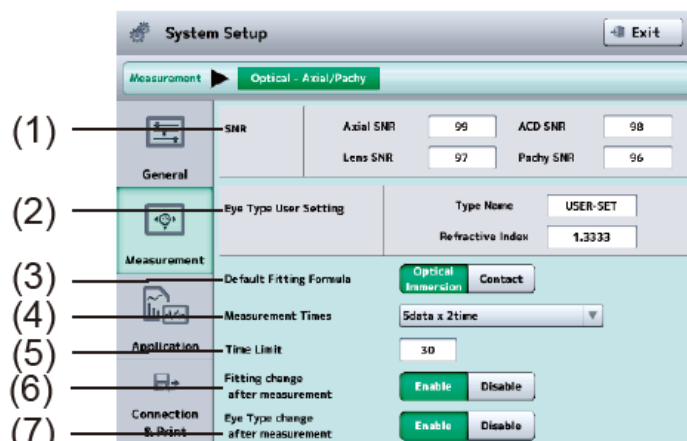 System Setup
Exit
Measurement
Optical - Axial/Pachy
(1)
SNR
Axial SNR
99
ACD SNR
98
Lens SNR
97
Pachy SNR
96
General
(2)
Eye Type User Setting
Type Name
USER-SET
Refractive Index
1.3333
Measurement
(3)
Default Fitting Formula
Optical
Immersion
Contact
(4)
Measurement Times
5data x 2time
Application
(5)
Time Limit
30
(6)
Fitting change
after measurement
Enable
Disable
Connection
& Print
(7)
Eye Type change
after measurement
Enable
Disable